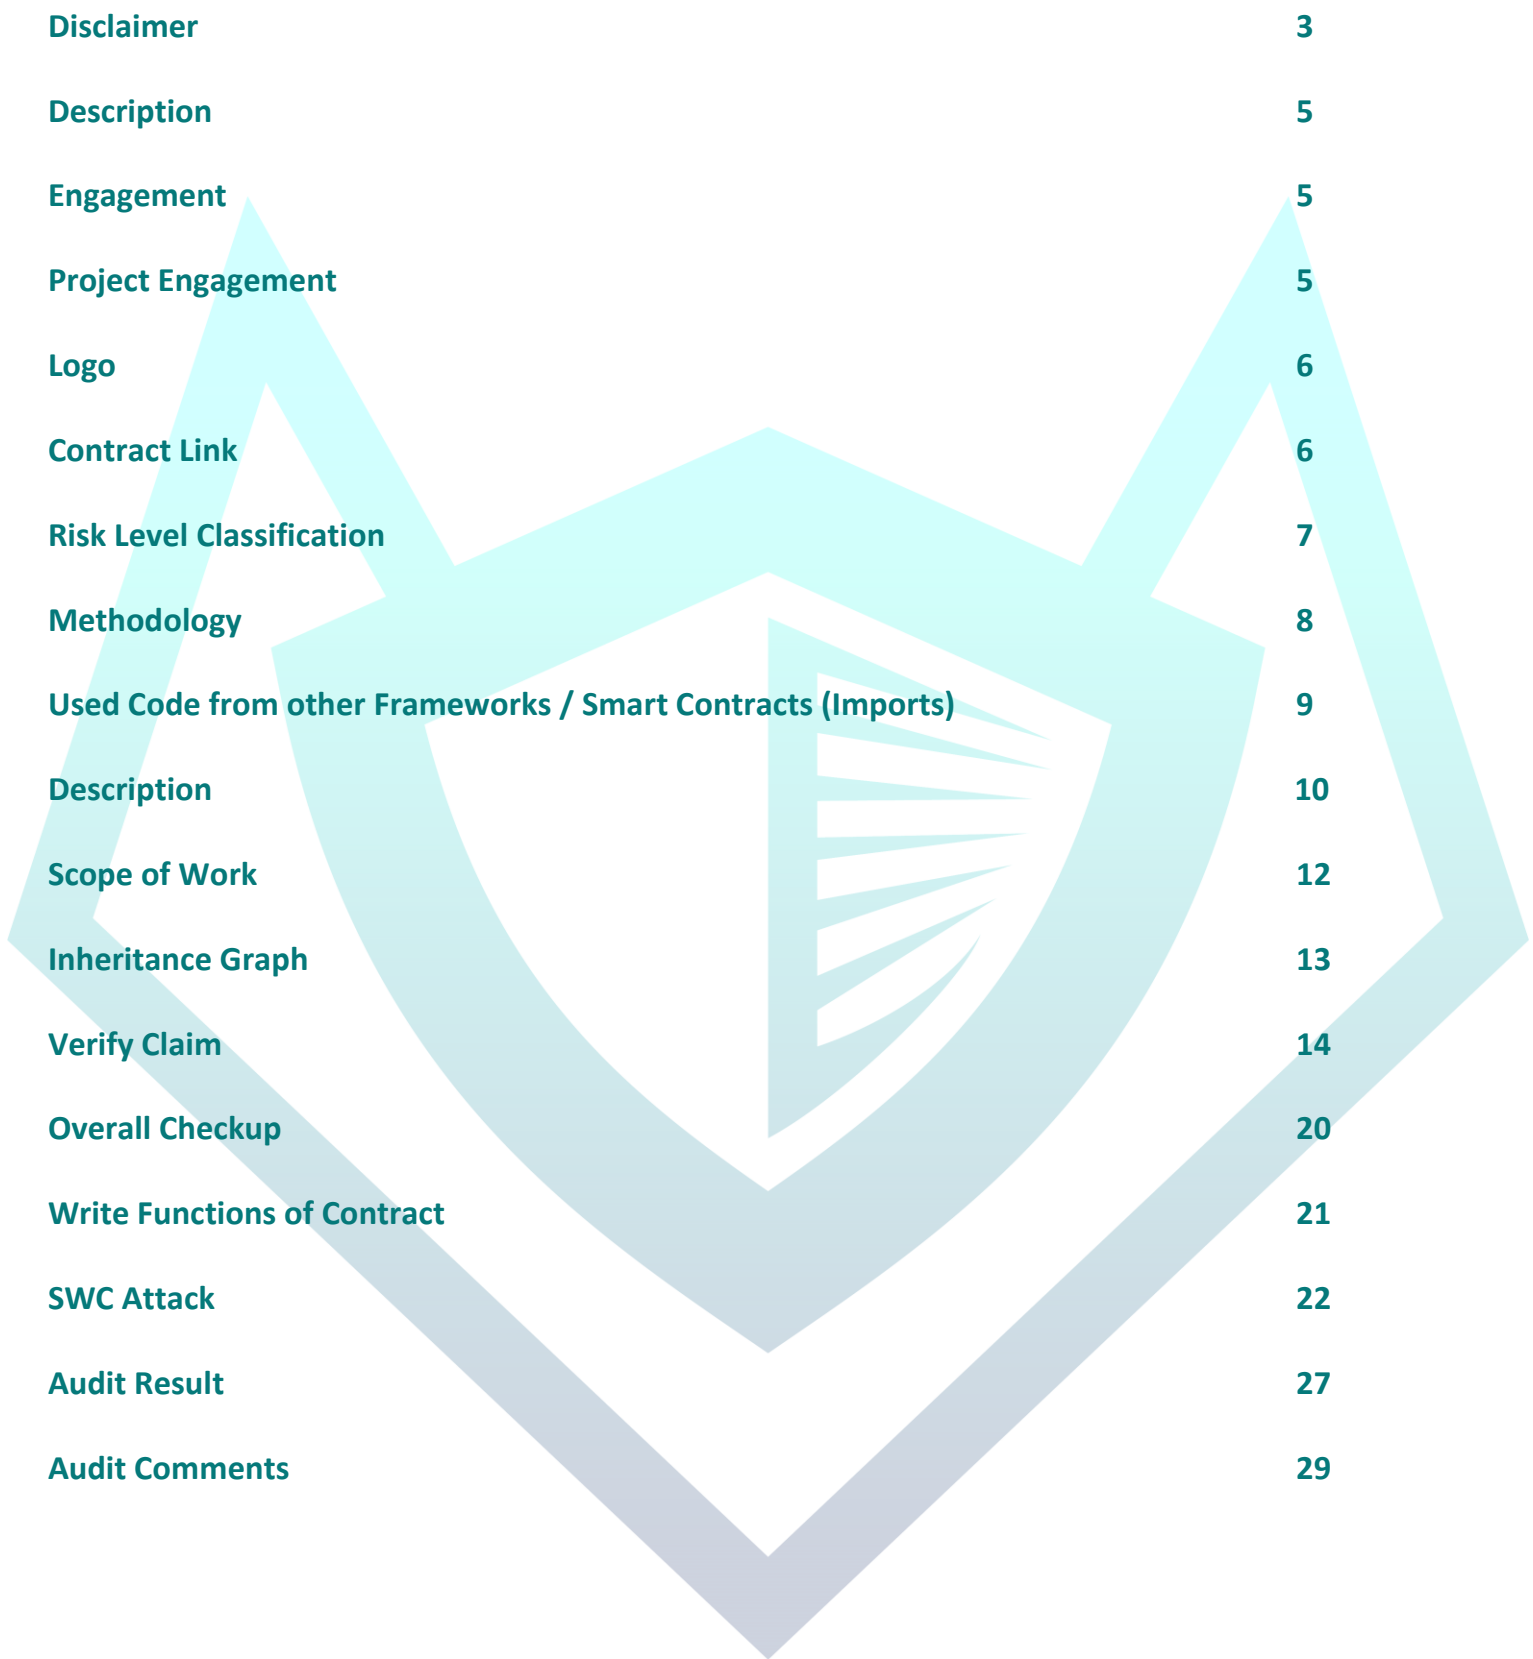 Disclaimer 3
Description 5
Engagement 5
Project Engagement 5
Logo 6
Contract Link 6
Risk Level Classification 7
Methodology 8
Used Code from other Frameworks / Smart Contracts (Imports) 9
Description 10
Scope of Work 12
Inheritance Graph 13
Verify Claim 14
Overall Checkup 20
Write Functions of Contract 21
SWC Attack 22
Audit Result 27
Audit Comments 29